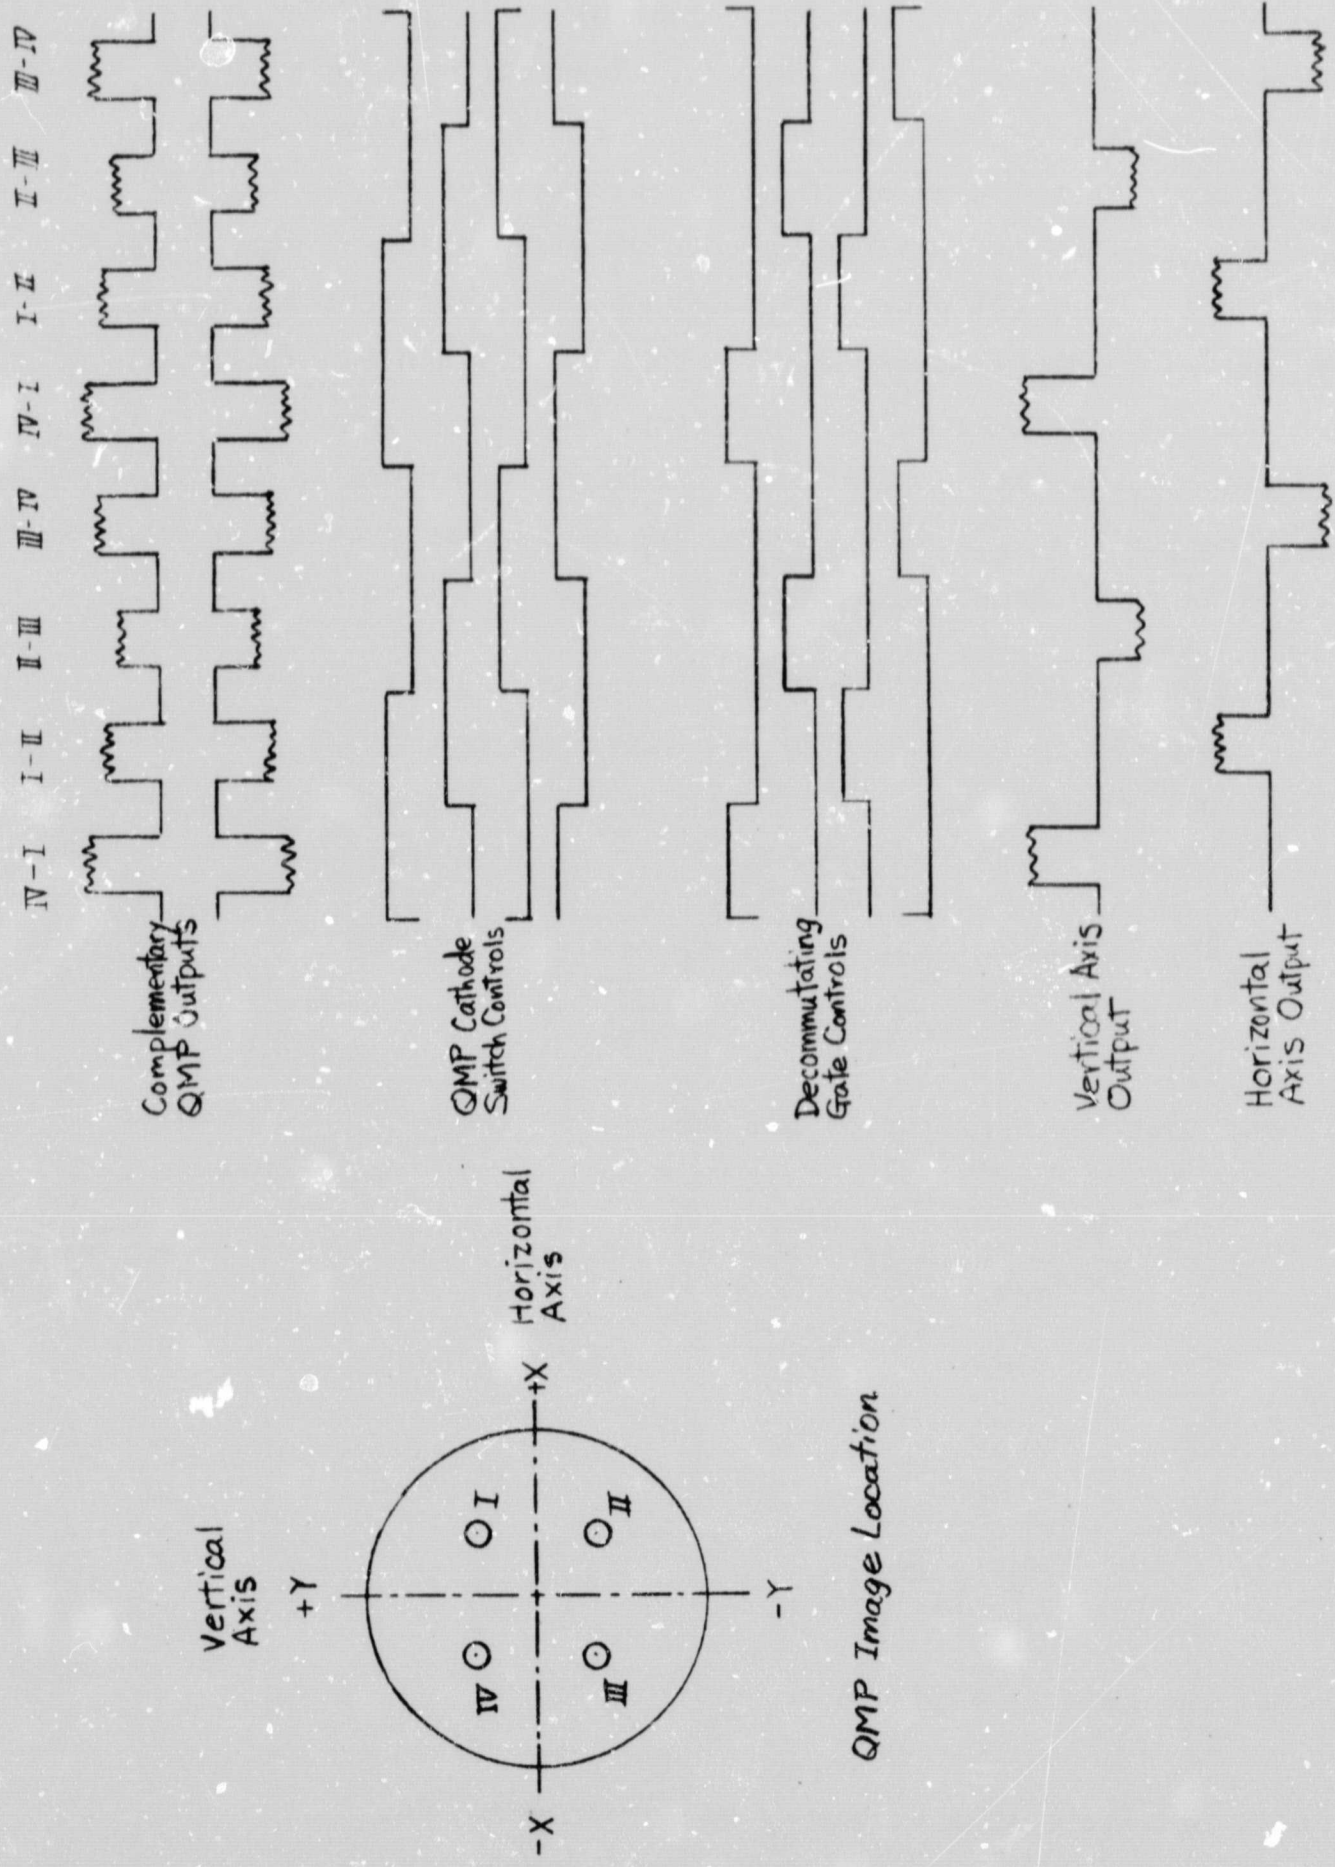 Vertical
Axis
+Y
IV
I
-X
+X
Horizontal
Axis
III
II
-Y
QMP Image Location
IV-I I-II II-III III-IV IV-I I-II II-III III-IV
Complementary
QMP Outputs
QMP Cathode
Switch Controls
Decommutating
Gate Controls
Vertical Axis
Output
Horizontal
Axis Output